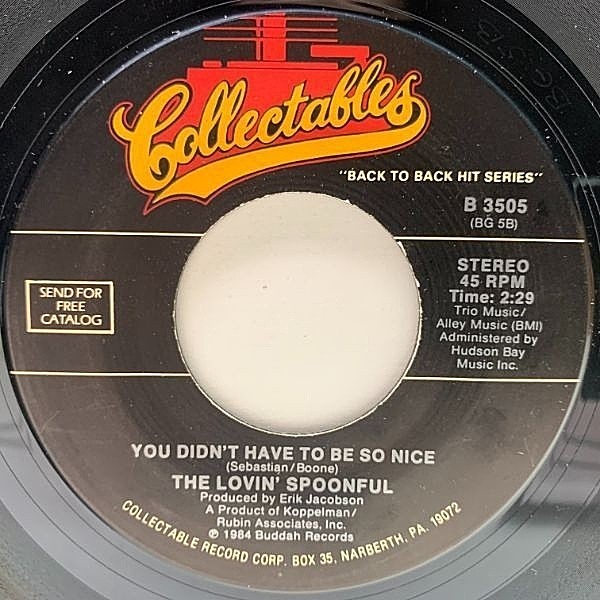 Collectables
"BACK TO BACK HIT SERIES"
B 3505
(BG 5B)
STEREO
45 RPM
Time: 2:29
Trio Music/
Alley Music (BMI)
Administered by
Hudson Bay
Music Inc.
SEND FOR
FREE
CATALOG
YOU DIDN'T HAVE TO BE SO NICE
(Sebastian/Boone)
THE LOVIN' SPOONFUL
Produced by Erik Jacobson
A Product of Koppelman/
Rubin Associates, Inc.
℗ 1984 Buddah Records
COLLECTABLE RECORD CORP. BOX 35, NARBERTH, PA. 19072
BG 5B